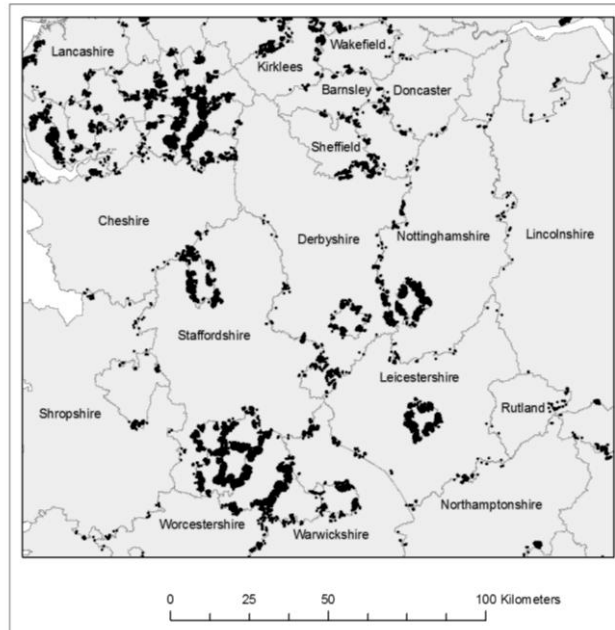 Lancashire
Wakefield
Kirklees
Barnsley
Doncaster
Sheffield
Cheshire
Derbyshire
Nottinghamshire
Lincolnshire
Staffordshire
Leicestershire
Shropshire
Rutland
Northamptonshire
Worcestershire
Warwickshire
0 25 50 100 Kilometers